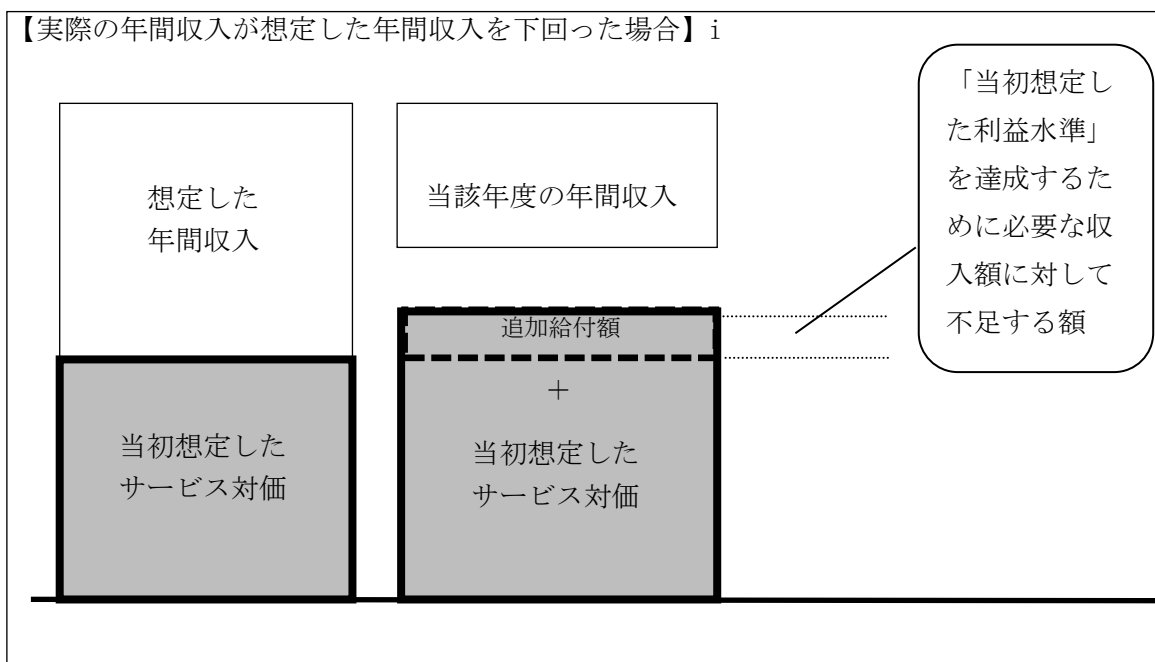 【実際の年間収入が想定した年間収入を下回った場合】i
想定した
年間収入
当初想定した
サービス対価
当該年度の年間収入
追加給付額
＋
当初想定した
サービス対価
「当初想定し
た利益水準」
を達成するた
めに必要な収
入額に対して
不足する額